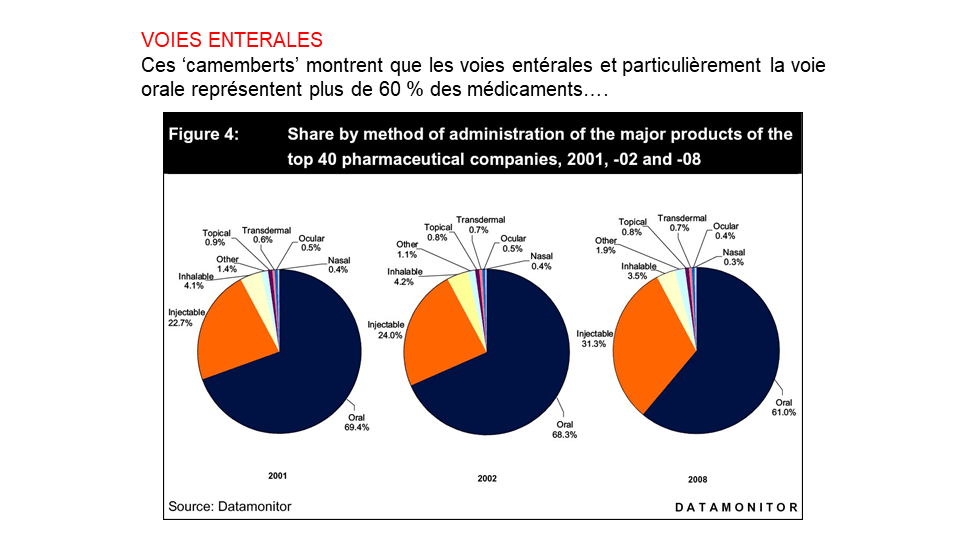 VOIES ENTERALES
Ces ‘camemberts’ montrent que les voies entérales et particulièrement la voie
orale représentent plus de 60 % des médicaments….
Figure 4: Share by method of administration of the major products of the
top 40 pharmaceutical companies, 2001, -02 and -08
Topical
0.9%
Transdermal
0.6%
Ocular
0.5%
Other
1.4%
Nasal
0.4%
Inhalable
4.1%
Injectable
22.7%
Oral
69.4%
2001
Topical
0.8%
Transdermal
0.7%
Ocular
0.5%
Other
1.1%
Nasal
0.4%
Inhalable
4.2%
Injectable
24.0%
Oral
68.3%
2002
Topical
0.8%
Transdermal
0.7%
Ocular
0.4%
Other
1.9%
Nasal
0.3%
Inhalable
3.5%
Injectable
31.3%
Oral
61.0%
2008
Source: Datamonitor
DATAMONITOR